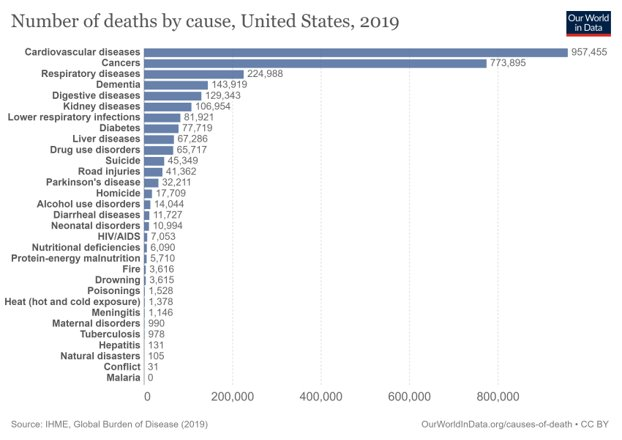 Number of deaths by cause, United States, 2019
Our World
in Data
Cardiovascular diseases 957,455
Cancers 773,895
Respiratory diseases 224,988
Dementia 143,919
Digestive diseases 129,343
Kidney diseases 106,954
Lower respiratory infections 81,921
Diabetes 77,719
Liver diseases 67,286
Drug use disorders 65,717
Suicide 45,349
Road injuries 41,362
Parkinson's disease 32,211
Homicide 17,709
Alcohol use disorders 14,044
Diarrheal diseases 11,727
Neonatal disorders 10,994
HIV/AIDS 7,053
Nutritional deficiencies 6,090
Protein-energy malnutrition 5,710
Fire 3,616
Drowning 3,615
Poisonings 1,528
Heat (hot and cold exposure) 1,378
Meningitis 1,146
Maternal disorders 990
Tuberculosis 978
Hepatitis 131
Natural disasters 105
Conflict 31
Malaria 0
0 200,000 400,000 600,000 800,000
Source: IHME, Global Burden of Disease (2019) OurWorldInData.org/causes-of-death • CC BY